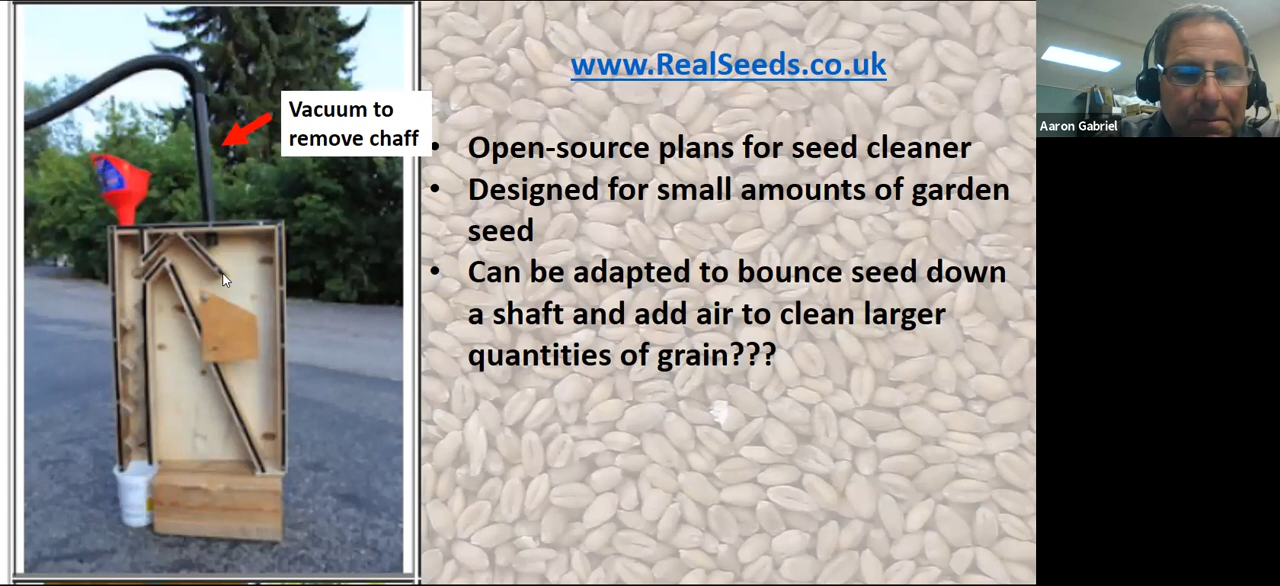 Vacuum to
remove chaff
www.RealSeeds.co.uk
• Open-source plans for seed cleaner
• Designed for small amounts of garden
seed
• Can be adapted to bounce seed down
a shaft and add air to clean larger
quantities of grain???
Aaron Gabriel